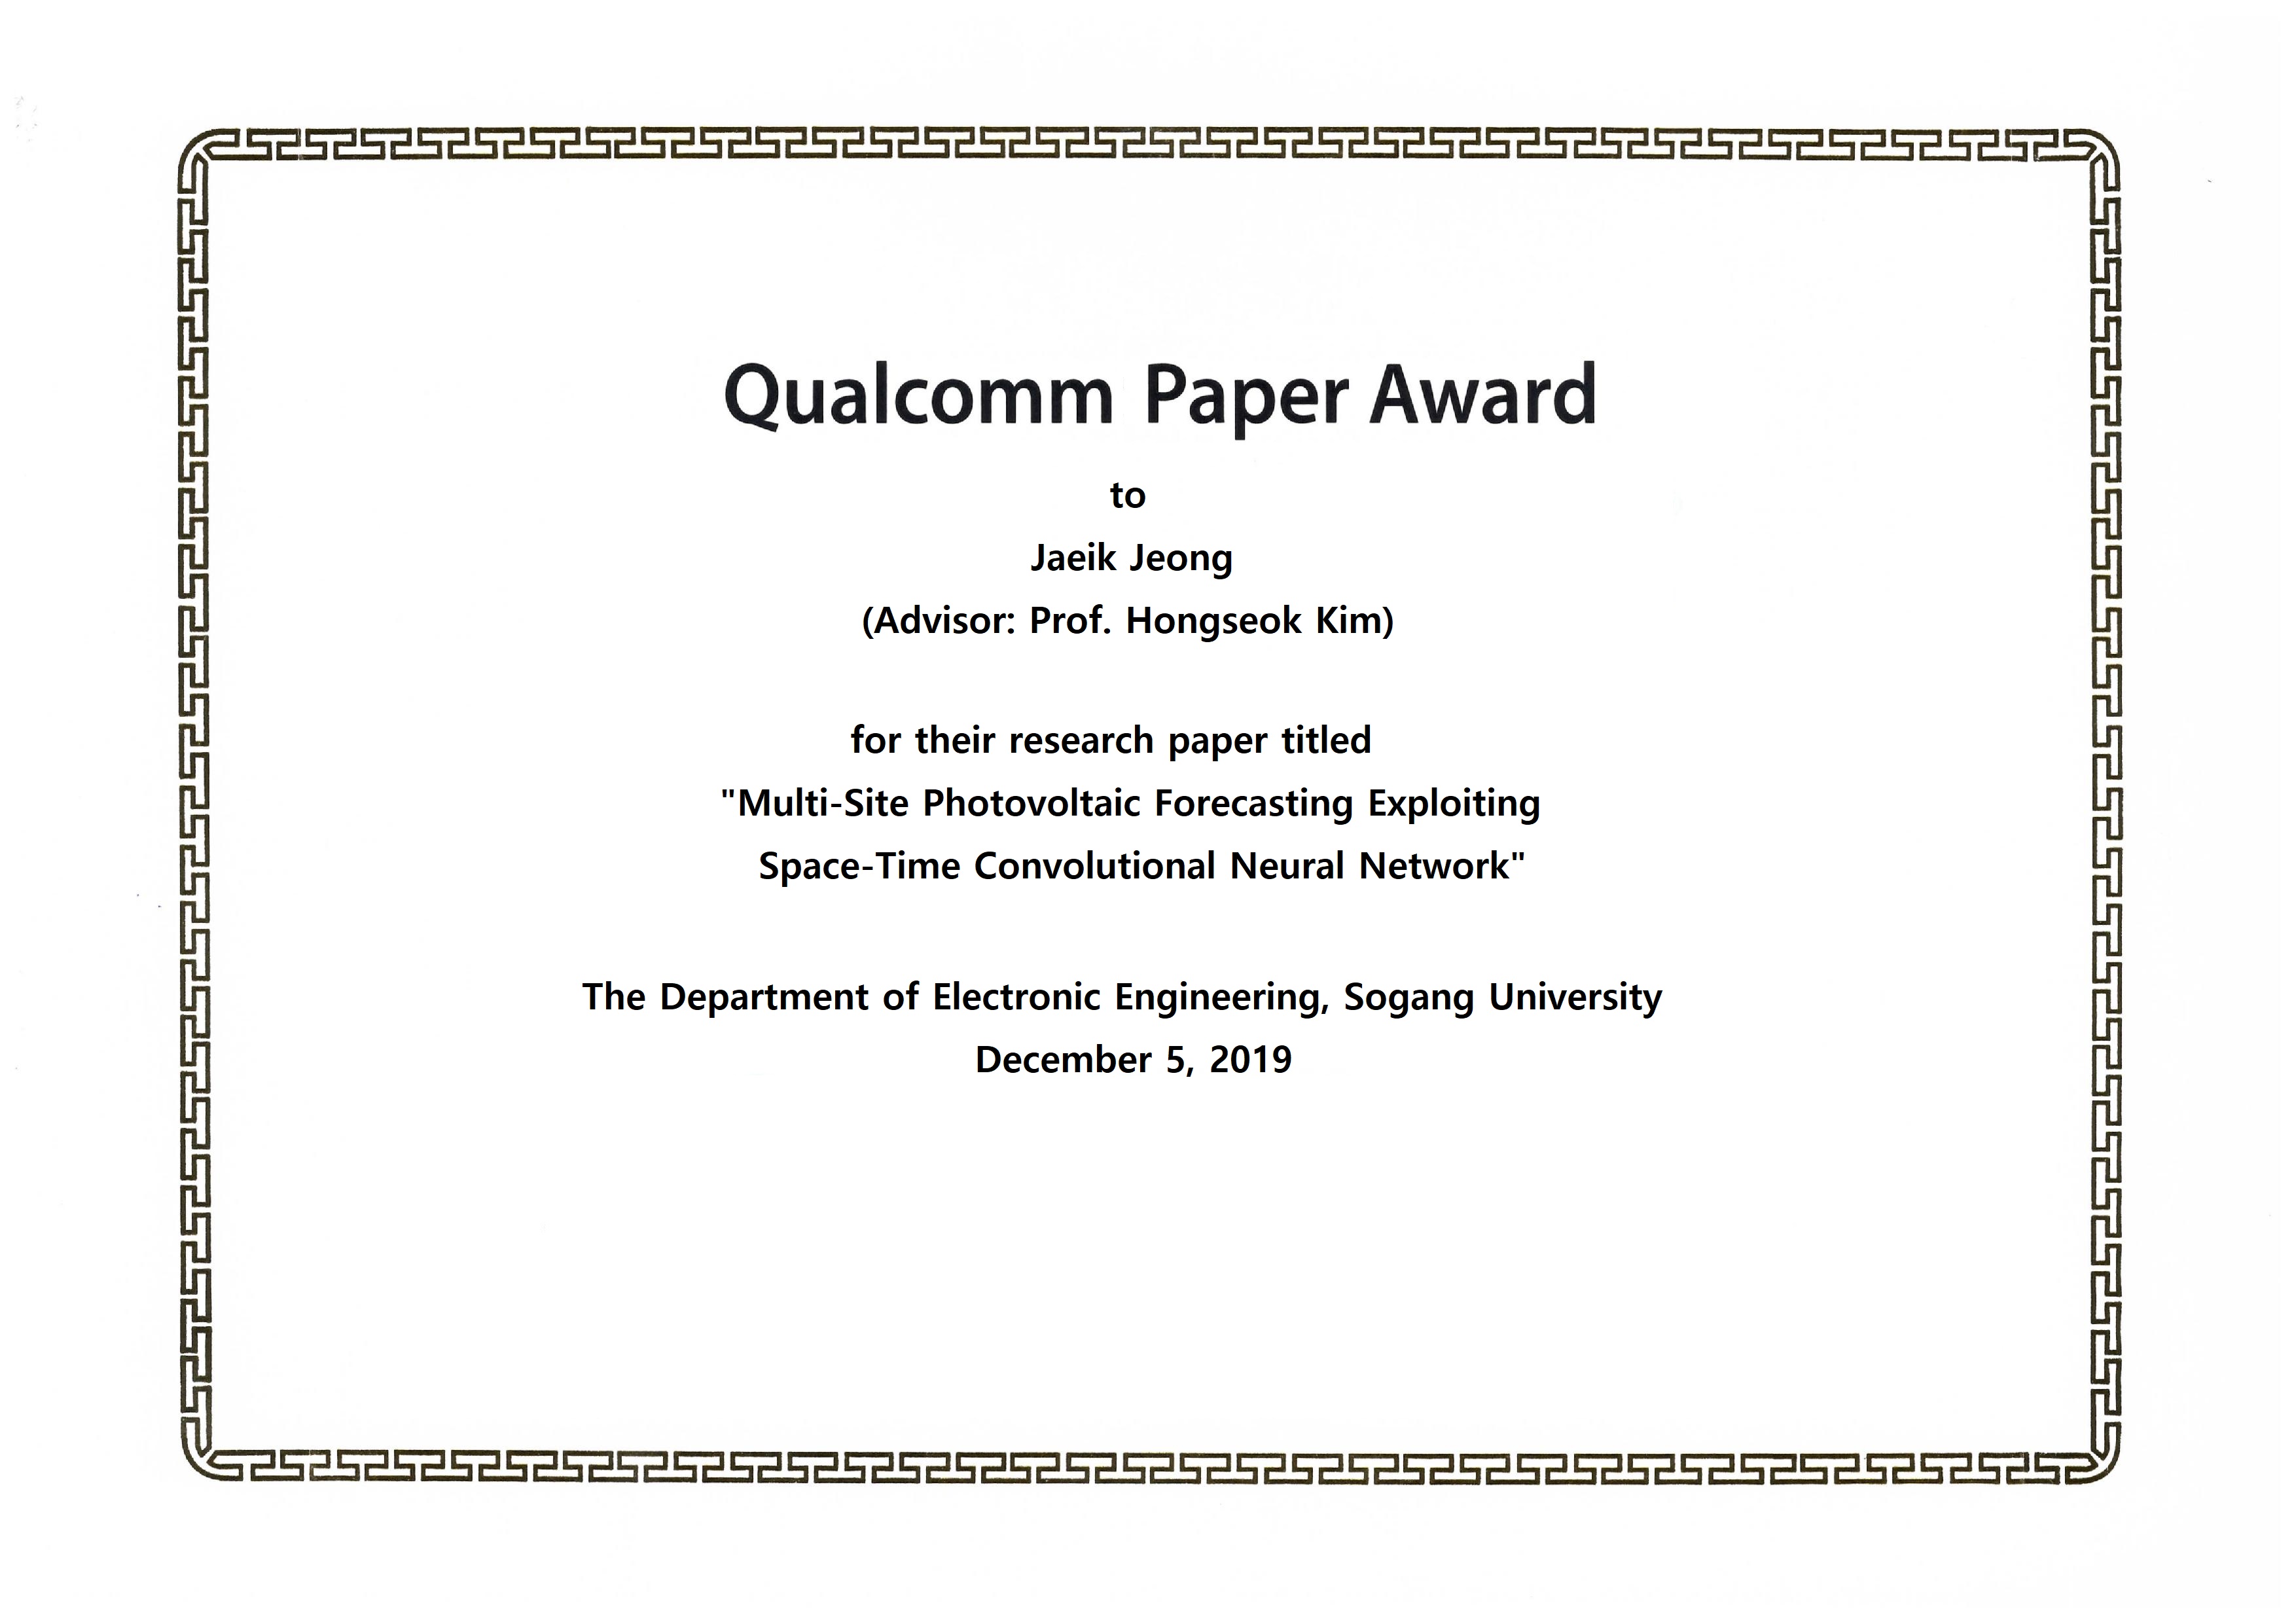 Qualcomm Paper Award
to
Jaeik Jeong
(Advisor: Prof. Hongseok Kim)
for their research paper titled
"Multi-Site Photovoltaic Forecasting Exploiting
Space-Time Convolutional Neural Network"
The Department of Electronic Engineering, Sogang University
December 5, 2019